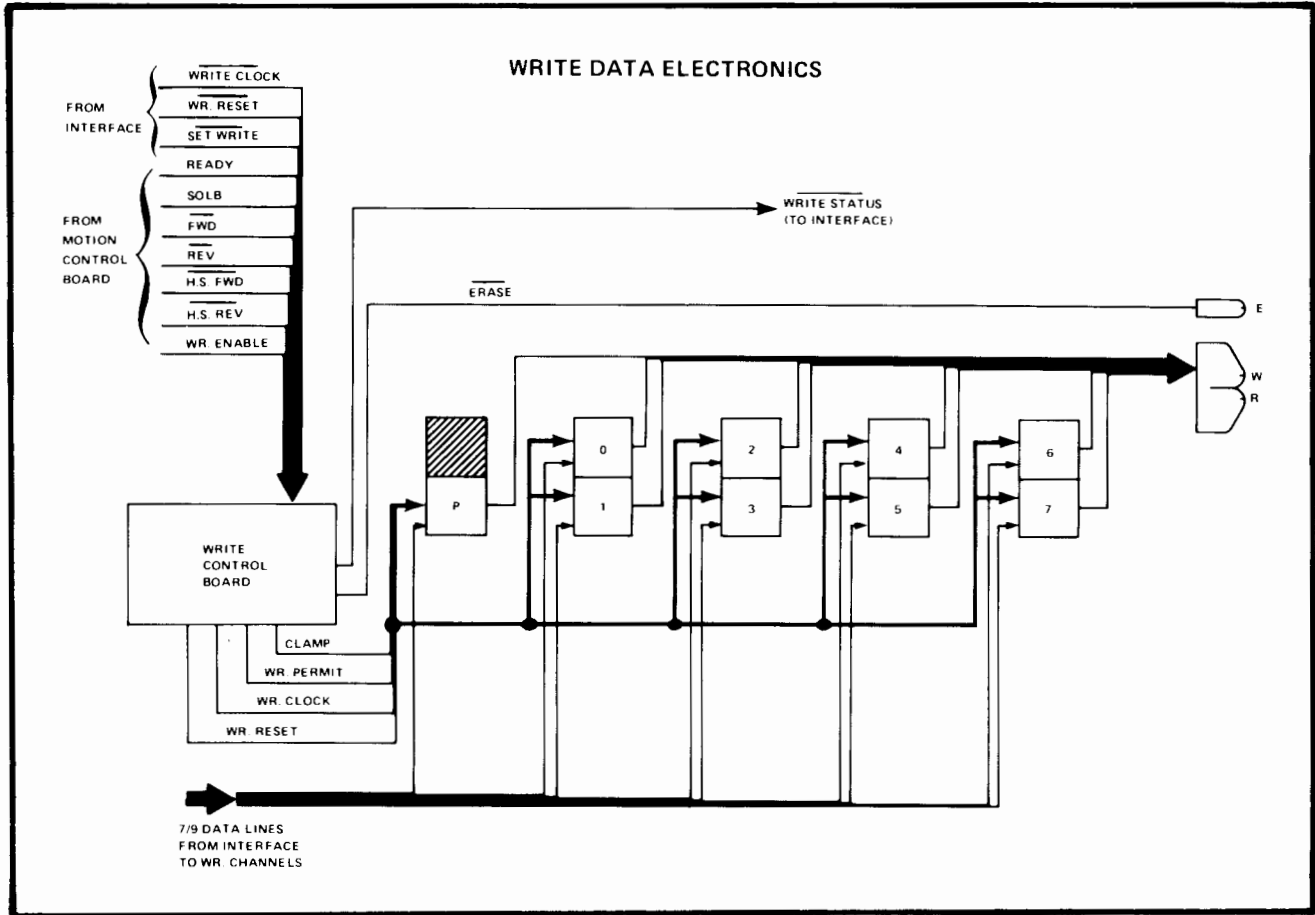 WRITE DATA ELECTRONICS
FROM
INTERFACE
WRITE CLOCK
WR. RESET
SET WRITE
FROM
MOTION
CONTROL
BOARD
READY
SOLB
FWD
REV
H.S. FWD
H.S. REV
WR. ENABLE
WRITE STATUS
(TO INTERFACE)
ERASE
E
W
R
P
0
1
2
3
4
5
6
7
WRITE
CONTROL
BOARD
CLAMP
WR. PERMIT
WR. CLOCK
WR. RESET
7/9 DATA LINES
FROM INTERFACE
TO WR. CHANNELS